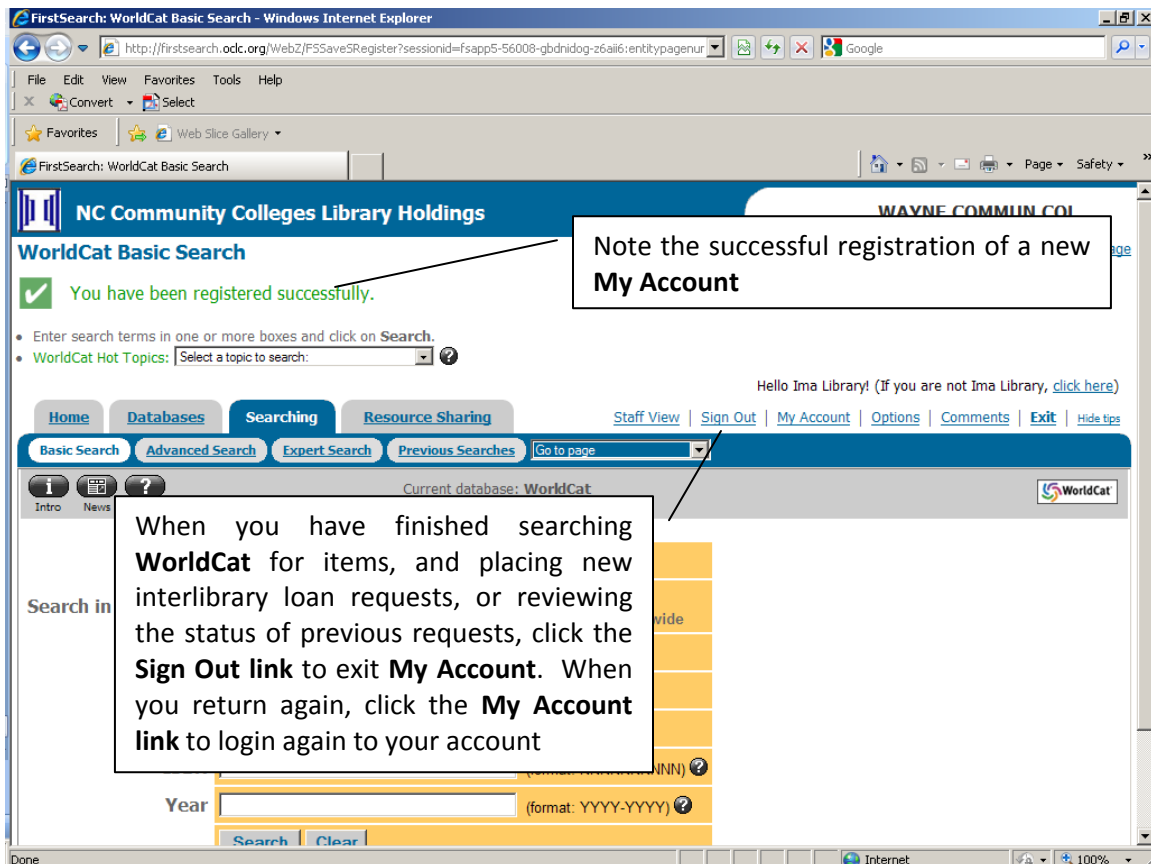 FirstSearch: WorldCat Basic Search - Windows Internet Explorer
http://firstsearch.oclc.org/WebZ/FSSaveSRegister?sessionid=fsapp5-56008-gbdnidog-z6aii6:entitypagenur
Google
File Edit View Favorites Tools Help
Convert Select
Favorites Web Slice Gallery
FirstSearch: WorldCat Basic Search
Page Safety »
NC Community Colleges Library Holdings
WAYNE COMMUN COL
WorldCat Basic Search
Note the successful registration of a new
My Account
You have been registered successfully.
• Enter search terms in one or more boxes and click on Search.
• WorldCat Hot Topics: Select a topic to search:
Hello Ima Library! (If you are not Ima Library, click here)
Home Databases Searching Resource Sharing
Staff View | Sign Out | My Account | Options | Comments | Exit | Hide tips
Basic Search Advanced Search Expert Search Previous Searches Go to page
Intro News
Current database: WorldCat
WorldCat
When you have finished searching
WorldCat for items, and placing new
interlibrary loan requests, or reviewing
the status of previous requests, click the
Sign Out link to exit My Account. When
you return again, click the My Account
link to login again to your account
Search in
Year (format: YYYY-YYYY)
Search Clear
Done
Internet
100%